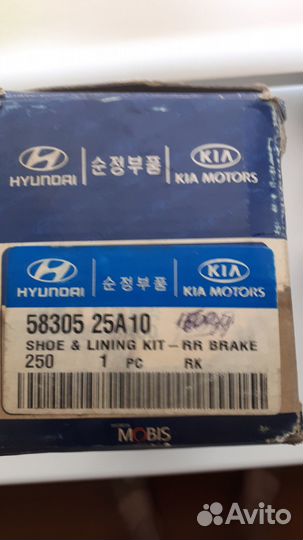 HYUNDAI 순정부품 KIA KIA MOTORS
HYUNDAI 순정부품 KIA KIA MOTORS
58305 25A10
SHOE & LINING KIT-RR BRAKE
250 1 PC RK
MOBIS
Avito